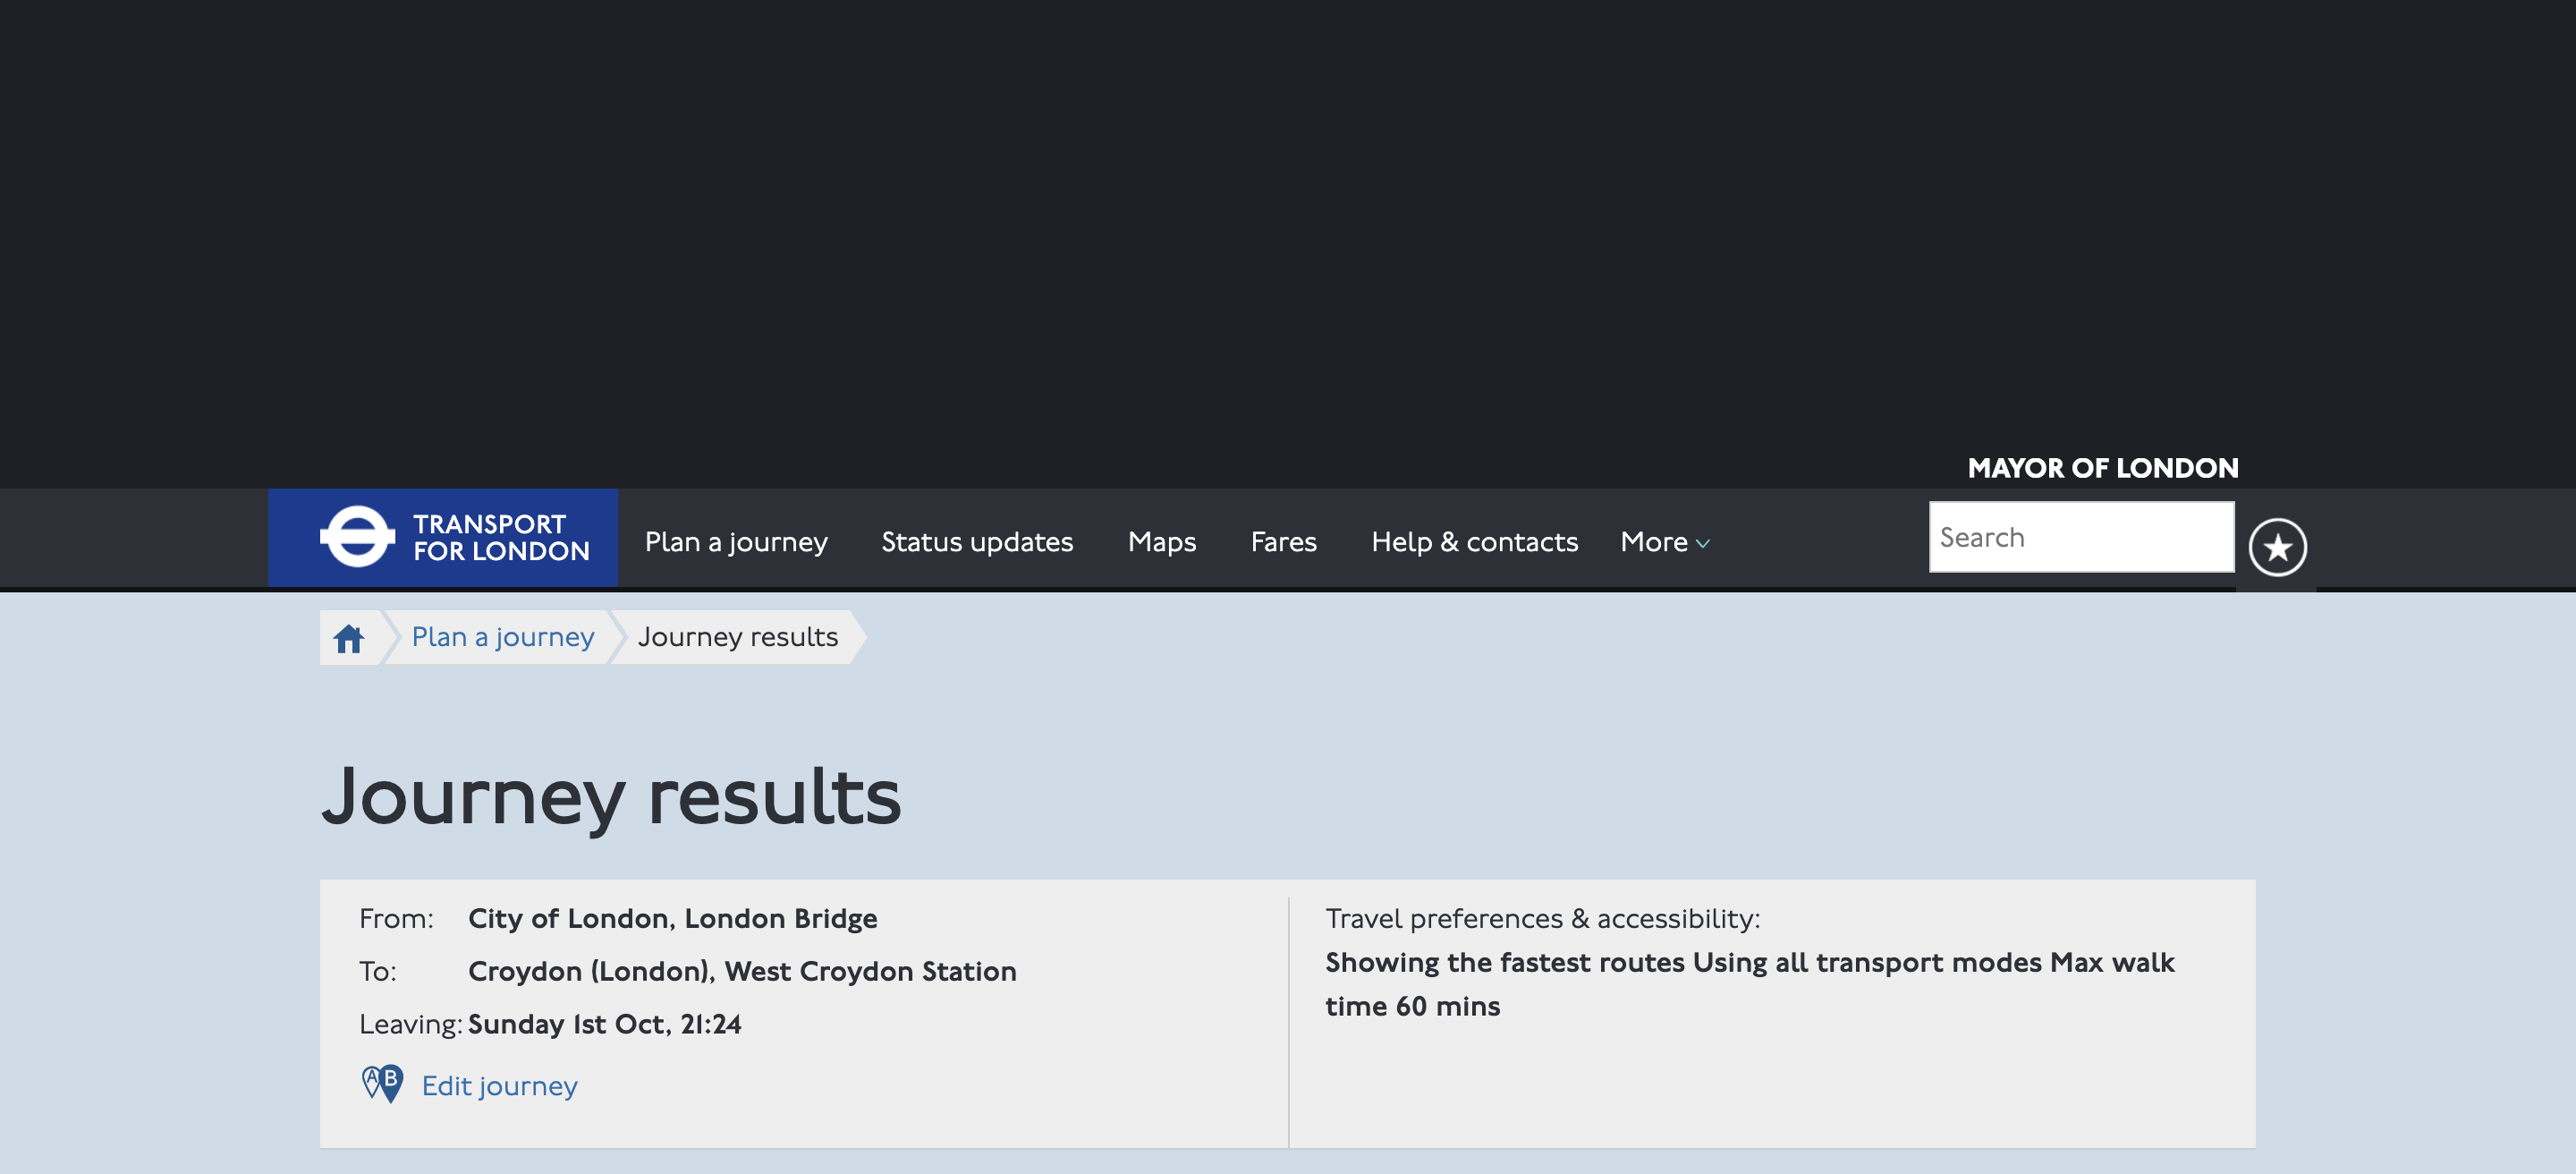 MAYOR OF LONDON
TRANSPORT
FOR LONDON
Plan a journey
Status updates
Maps
Fares
Help & contacts
More
Search
Plan a journey
Journey results
Journey results
From: City of London, London Bridge
To: Croydon (London), West Croydon Station
Leaving: Sunday 1st Oct, 21:24
A B Edit journey
Travel preferences & accessibility:
Showing the fastest routes Using all transport modes Max walk
time 60 mins